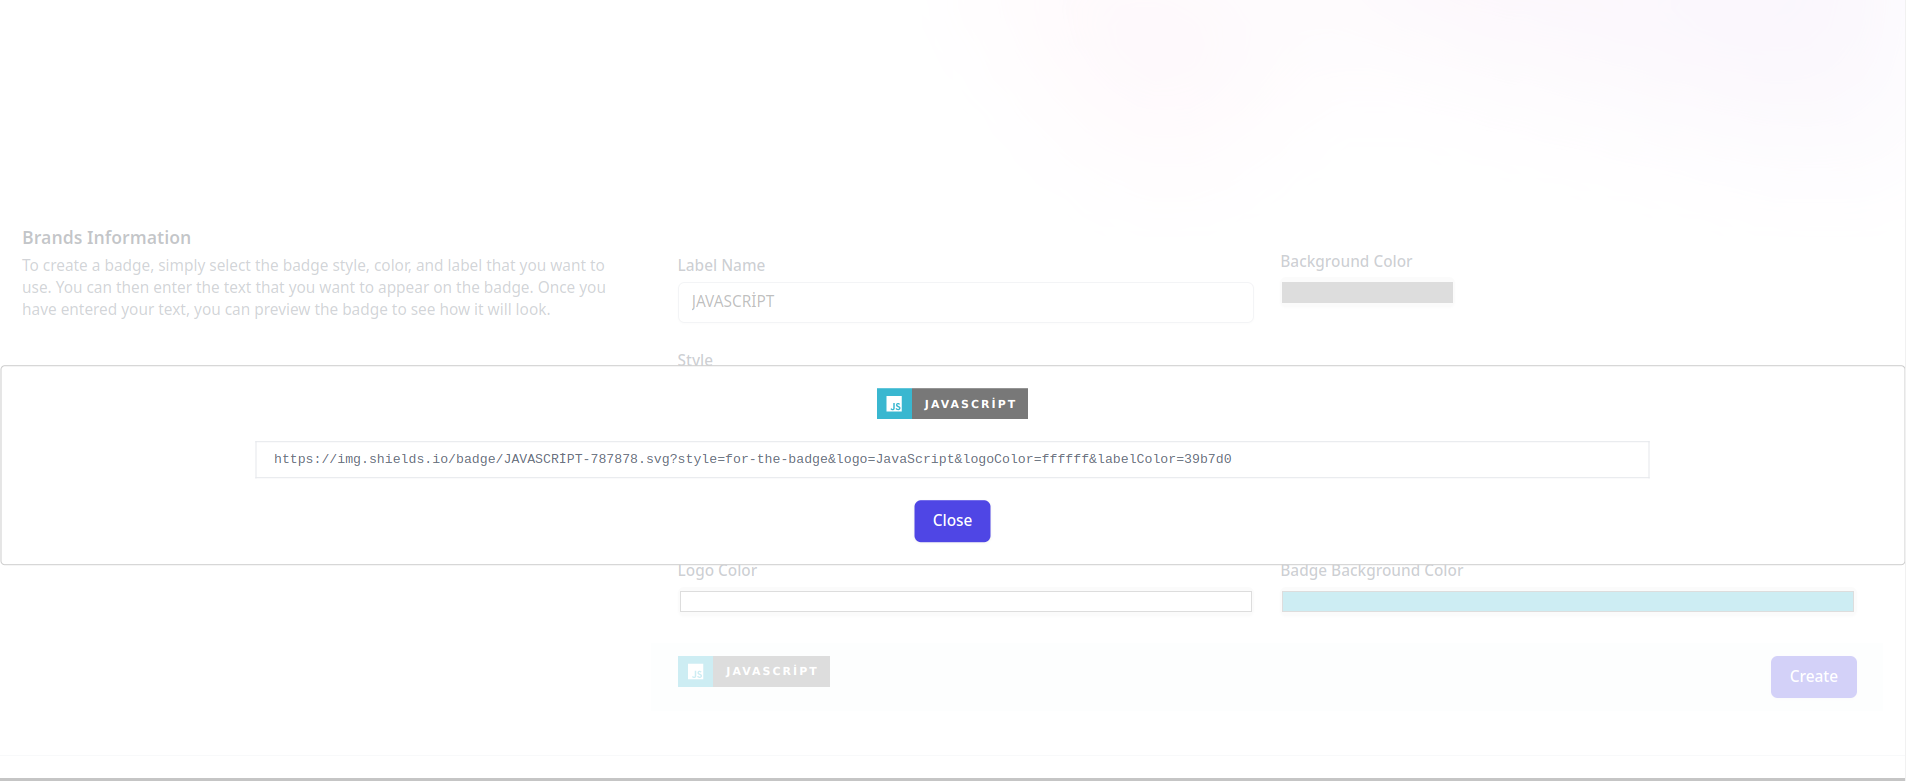 Brands Information
To create a badge, simply select the badge style, color, and label that you want to
use. You can then enter the text that you want to appear on the badge. Once you
have entered your text, you can preview the badge to see how it will look.
Label Name
JAVASCRİPT
Background Color
Style
JS JAVASCRİPT
https://img.shields.io/badge/JAVASCRİPT-787878.svg?style=for-the-badge&logo=JavaScript&logoColor=ffffff&labelColor=39b7d0
Close
Logo Color
Badge Background Color
JS JAVASCRİPT
Create